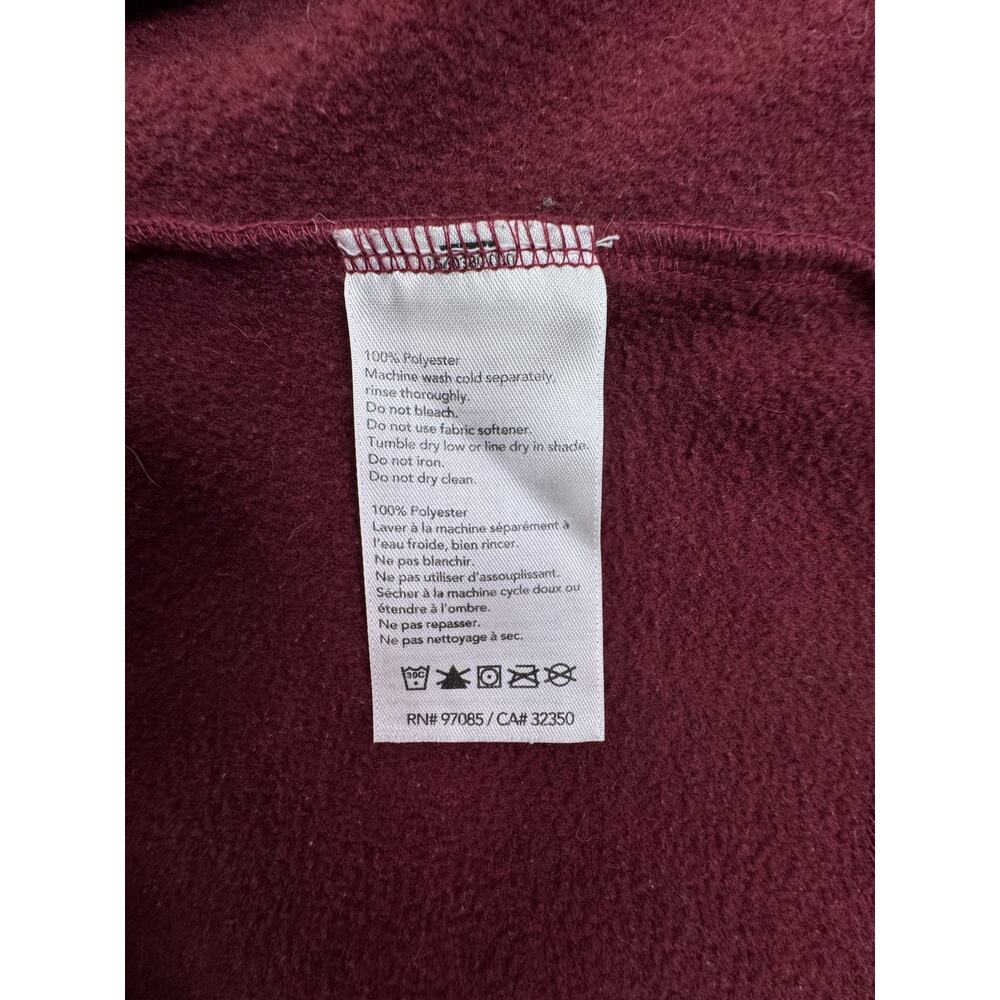 100% Polyester
Machine wash cold separately,
rinse thoroughly.
Do not bleach.
Do not use fabric softener.
Tumble dry low or line dry in shade.
Do not iron.
Do not dry clean.
100% Polyester
Laver à la machine séparément à
l'eau froide, bien rincer.
Ne pas blanchir.
Ne pas utiliser d'assouplissant.
Sécher à la machine cycle doux ou
étendre à l'ombre.
Ne pas repasser.
Ne pas nettoyage à sec.
30C
RN# 97085 / CA# 32350